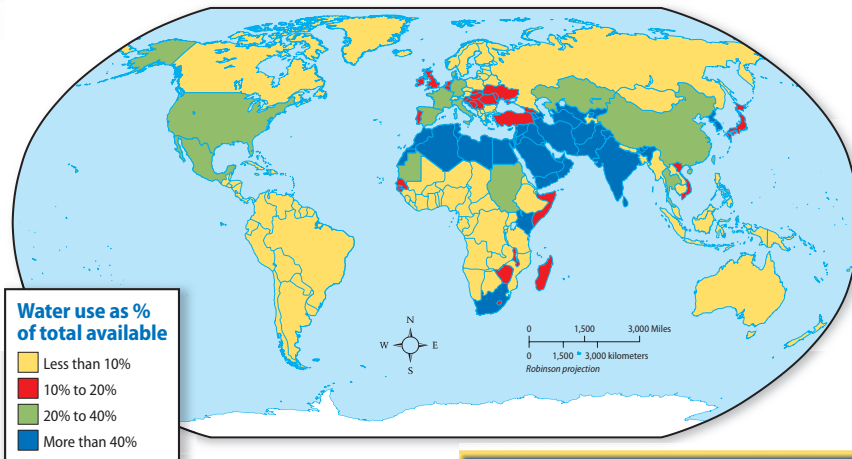 Water use as %
of total available
Less than 10%
10% to 20%
20% to 40%
More than 40%
N
W E
S
0 1,500 3,000 Miles
0 1,500 3,000 kilometers
Robinson projection